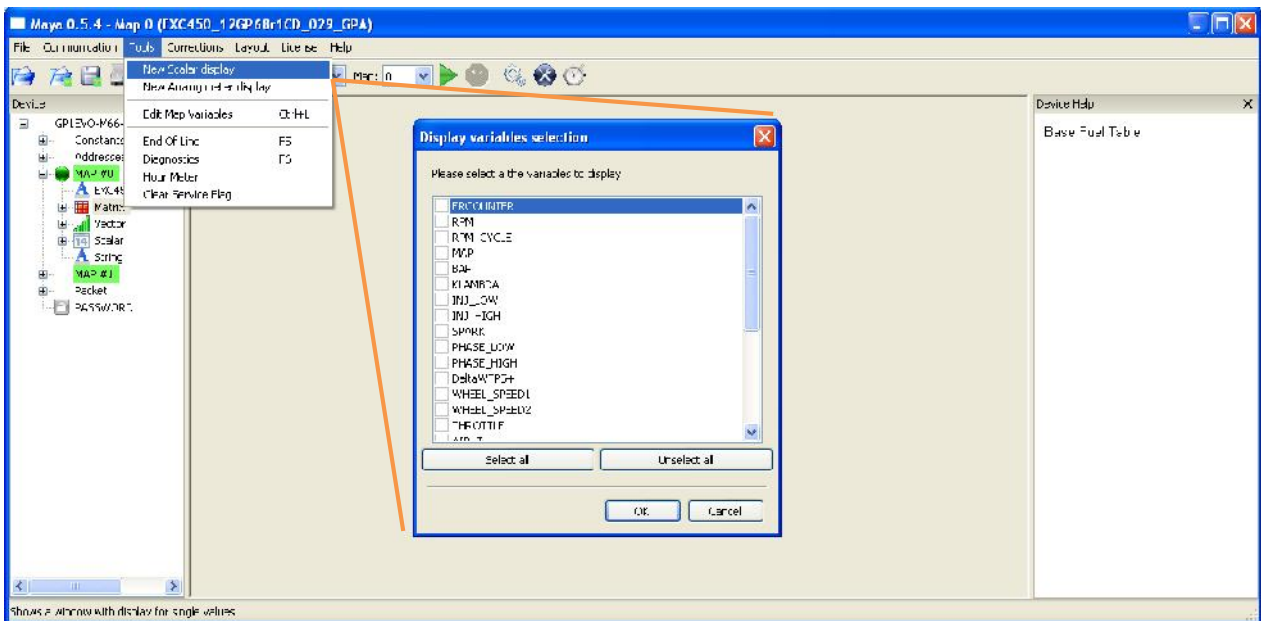 Maya 0.5.4 - Map 0 (EXC450_12GP68r1CD_029_GPA)
File Communication Tools Corrections Layout License Help
Map: 0
New Scalar display
New Analog meter display
Edit Map Variables Ctrl+L
End Of Line F5
Diagnostics
Hour Meter
Clear Service Flag
Device
Constants
Addresses
MAP #0
Matrix
Vector
Scalar
String
MAP #1
Packet
PASSWORD
Display variables selection
Please select a the variables to display
ERCOUNTER
RPM
RPM_CYCLE
MAP
BAP
KLAMBDA
INJ_LOW
INJ_HIGH
SPARK
PHASE_LOW
PHASE_HIGH
DeltaWTPS+
WHEEL_SPEED1
WHEEL_SPEED2
THROTTLE
Select all Unselect all
OK Cancel
Device Help
Base Fuel Table
Shows a window with display for single values